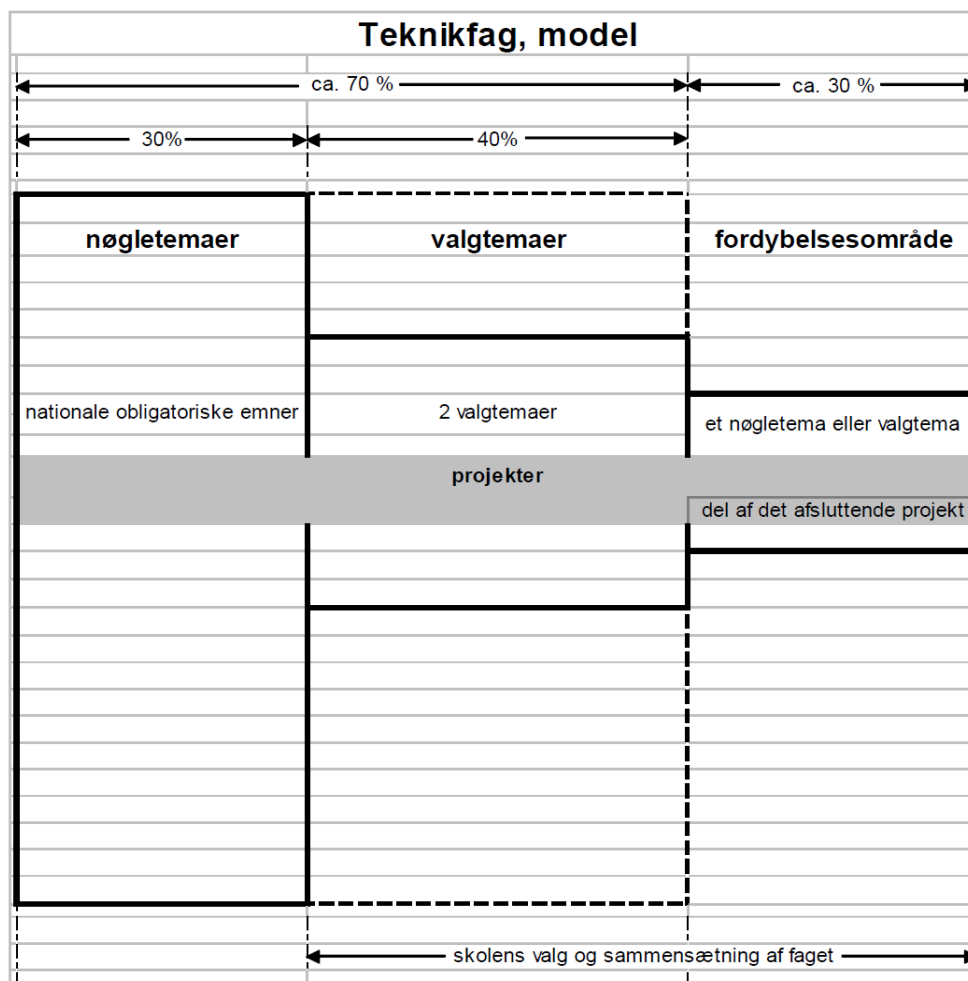 Teknikfag, model
ca. 70 %
ca. 30 %
30%
40%
nøgletemaer
valgtemaer
fordybelsesområde
nationale obligatoriske emner
2 valgtemaer
et nøgletema eller valgtema
projekter
del af det afsluttende projekt
skolens valg og sammensætning af faget